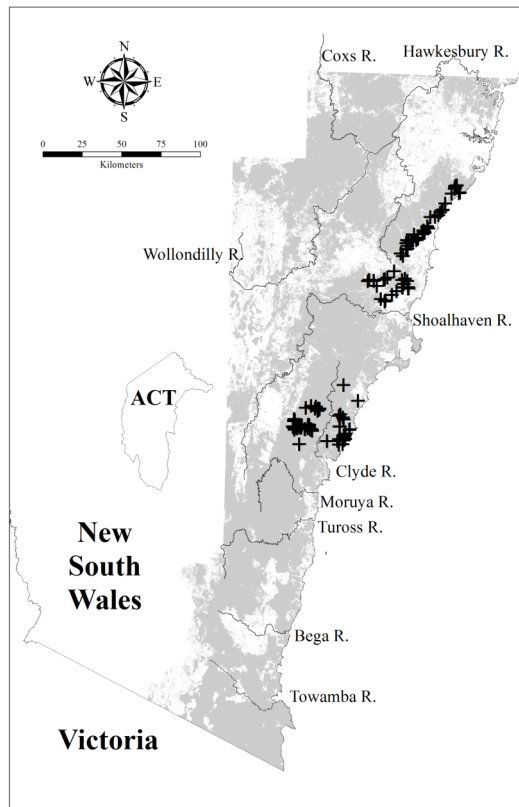 Coxs R.
Hawkesbury R.
N
W E
S
0 25 50 75 100
Kilometers
Wollondilly R.
Shoalhaven R.
ACT
Clyde R.
Moruya R.
Tuross R.
New
South
Wales
Bega R.
Towamba R.
Victoria